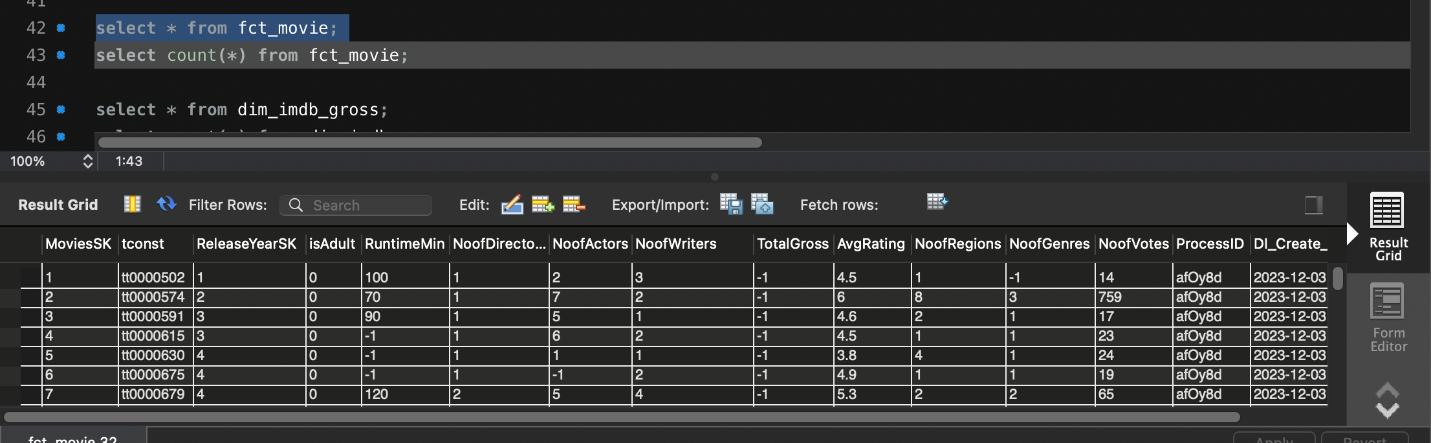 41
42 select * from fct_movie;
43 select count(*) from fct_movie;
44
45 select * from dim_imdb_gross;
46
100% 1:43
Result Grid Filter Rows: Search Edit: Export/Import: Fetch rows:
MoviesSK tconst ReleaseYearSK isAdult RuntimeMin NoofDirecto... NoofActors NoofWriters TotalGross AvgRating NoofRegions NoofGenres NoofVotes ProcessID DI_Create_
1 tt0000502 1 0 100 1 2 3 -1 4.5 1 -1 14 afOy8d 2023-12-03
2 tt0000574 2 0 70 1 7 2 -1 6 8 3 759 afOy8d 2023-12-03
3 tt0000591 3 0 90 1 5 1 -1 4.6 2 1 17 afOy8d 2023-12-03
4 tt0000615 3 0 -1 1 6 2 -1 4.5 1 1 23 afOy8d 2023-12-03
5 tt0000630 4 0 -1 1 1 1 -1 3.8 4 1 24 afOy8d 2023-12-03
6 tt0000675 4 0 -1 1 -1 2 -1 4.9 1 1 19 afOy8d 2023-12-03
7 tt0000679 4 0 120 2 5 4 -1 5.3 2 2 65 afOy8d 2023-12-03
Result
Grid
Form
Editor
fct_movie 32 Apply Revert